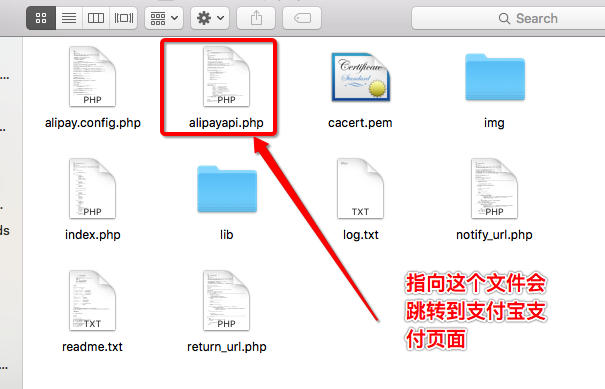 Search
PHP
PHP
Certificate
Standard
alipay.config.php
alipayapi.php
cacert.pem
img
PHP
TXT
PHP
index.php
lib
log.txt
notify_url.php
ds
TXT
PHP
readme.txt
return_url.php
指向这个文件会
跳转到支付宝支
付页面